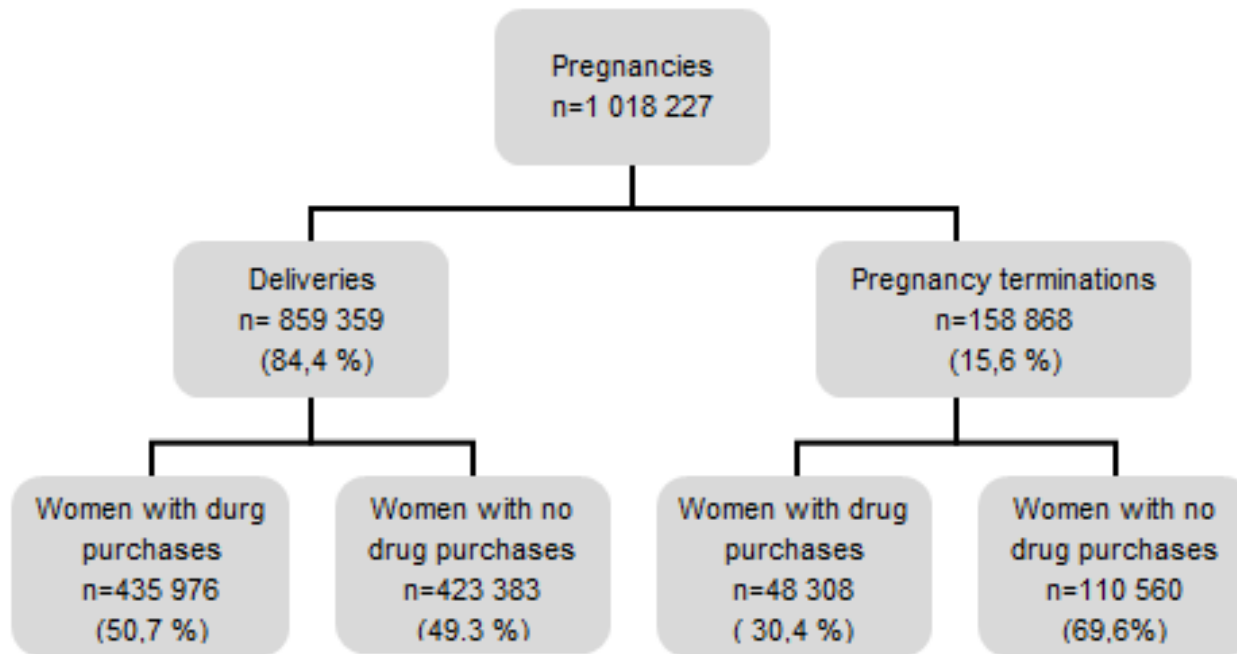 Pregnancies
n=1 018 227
Deliveries
n= 859 359
(84,4 %)
Pregnancy terminations
n=158 868
(15,6 %)
Women with durg
purchases
n=435 976
(50,7 %)
Women with no
drug purchases
n=423 383
(49.3 %)
Women with drug
purchases
n=48 308
( 30,4 %)
Women with no
drug purchases
n=110 560
(69,6%)